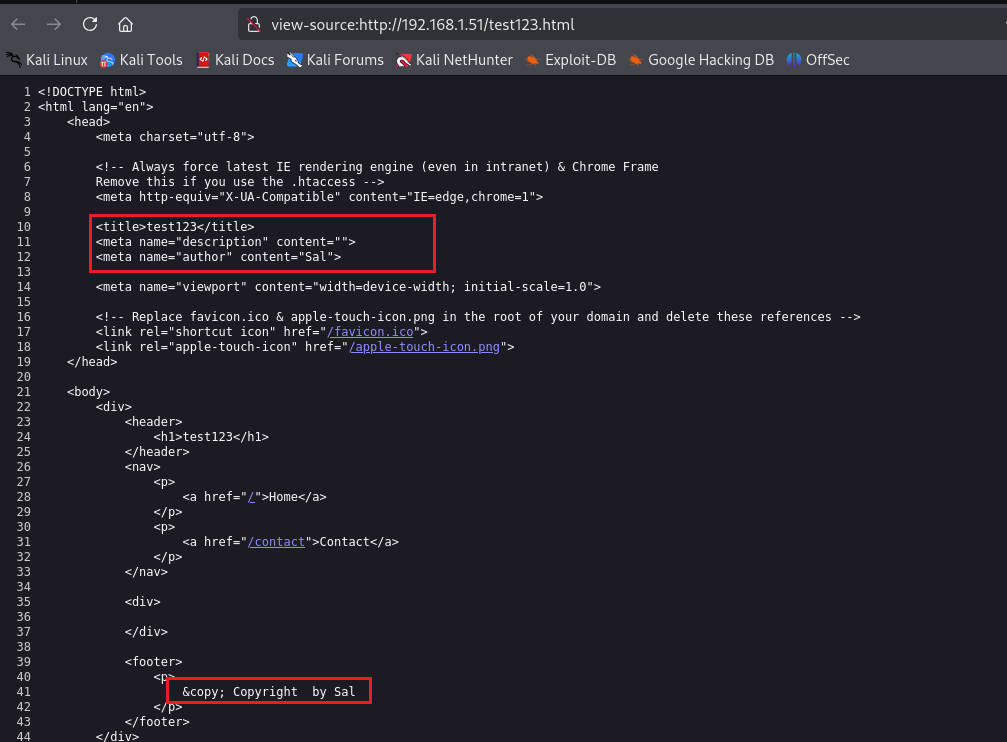 view-source:http://192.168.1.51/test123.html
Kali Linux Kali Tools Kali Docs Kali Forums Kali NetHunter Exploit-DB Google Hacking DB OffSec
1 <!DOCTYPE html>
2 <html lang="en">
3 <head>
4 <meta charset="utf-8">
5
6 <!-- Always force latest IE rendering engine (even in intranet) & Chrome Frame
7 Remove this if you use the .htaccess -->
8 <meta http-equiv="X-UA-Compatible" content="IE=edge,chrome=1">
9
10 <title>test123</title>
11 <meta name="description" content="">
12 <meta name="author" content="Sal">
13
14 <meta name="viewport" content="width=device-width; initial-scale=1.0">
15
16 <!-- Replace favicon.ico & apple-touch-icon.png in the root of your domain and delete these references -->
17 <link rel="shortcut icon" href="/favicon.ico">
18 <link rel="apple-touch-icon" href="/apple-touch-icon.png">
19 </head>
20
21 <body>
22 <div>
23 <header>
24 <h1>test123</h1>
25 </header>
26 <nav>
27 <p>
28 <a href="/">Home</a>
29 </p>
30 <p>
31 <a href="/contact">Contact</a>
32 </p>
33 </nav>
34
35 <div>
36
37 </div>
38
39 <footer>
40 <p>
41 &copy; Copyright  by Sal
42 </p>
43 </footer>
44 </div>